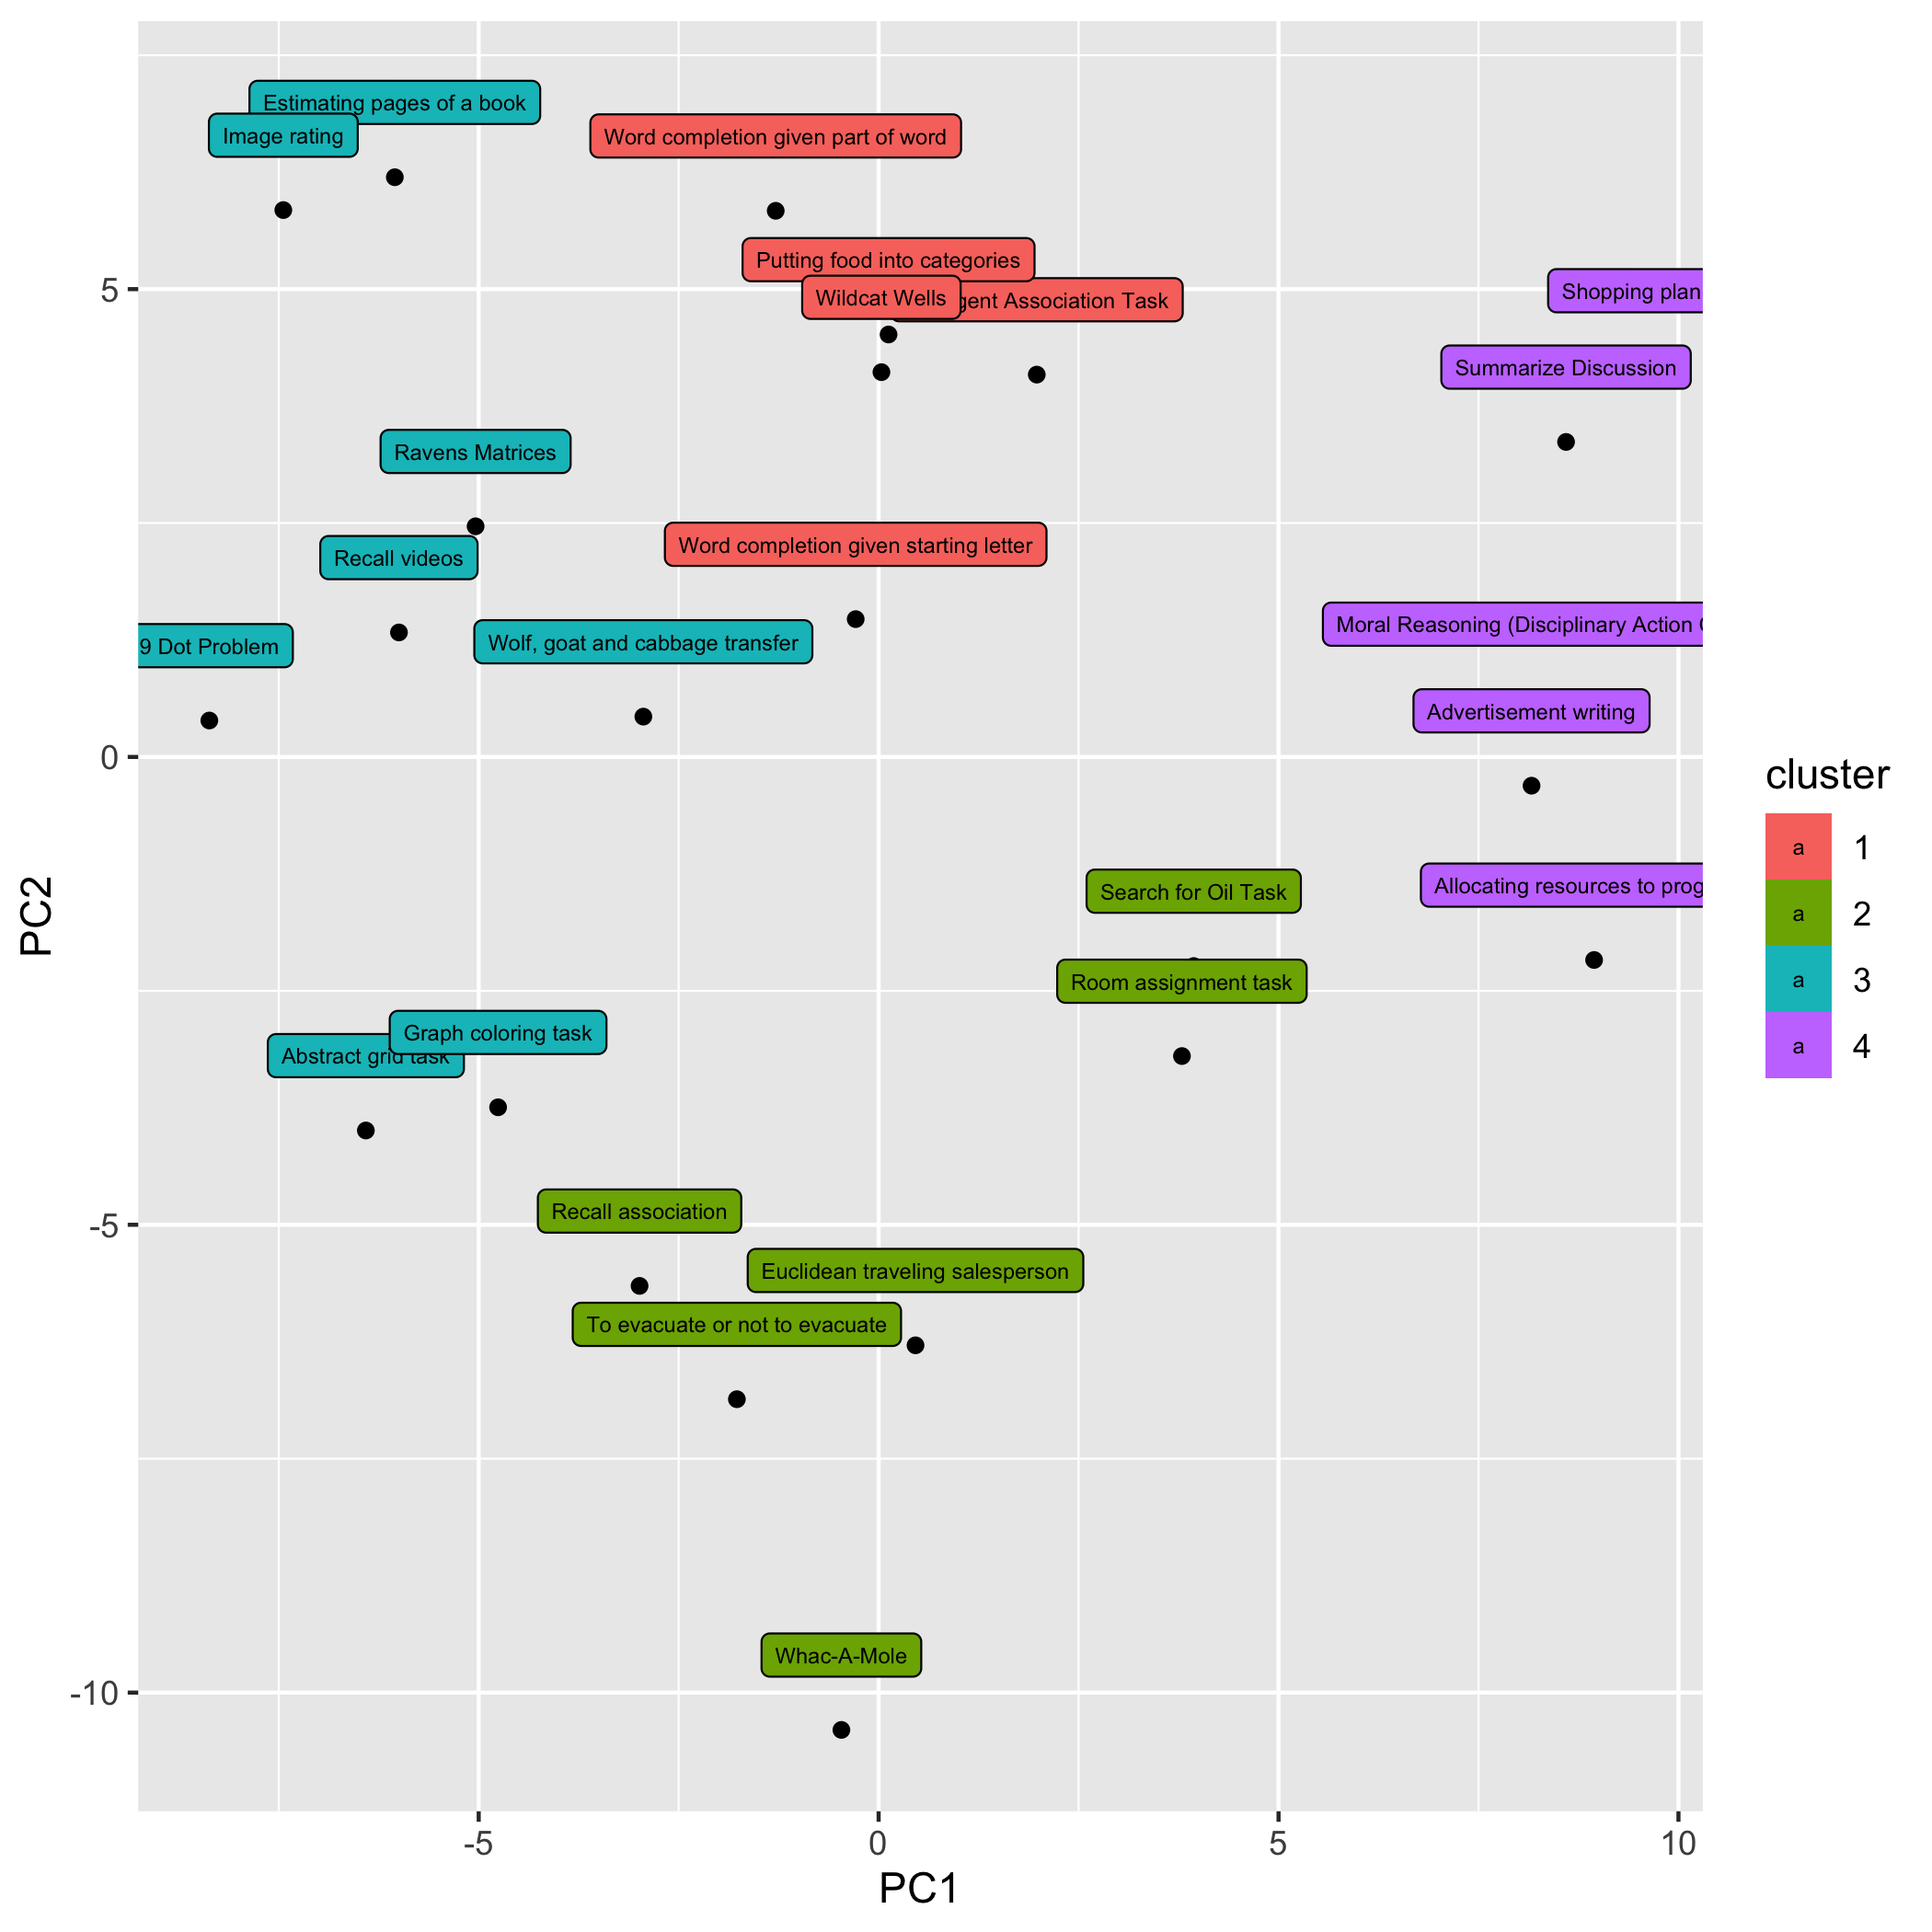 Estimating pages of a book
Image rating
Word completion given part of word
Putting food into categories
Wildcat Wells
Association Task
Shopping plan
Summarize Discussion
Ravens Matrices
Word completion given starting letter
Recall videos
Moral Reasoning (Disciplinary Action
9 Dot Problem
Wolf, goat and cabbage transfer
Advertisement writing
Search for Oil Task
Allocating resources to prog
Room assignment task
Graph coloring task
Abstract grid task
Recall association
Euclidean traveling salesperson
To evacuate or not to evacuate
Whac-A-Mole
5
0
-5
-10
PC2
-5
0
5
10
PC1
cluster
a 1
a 2
a 3
a 4